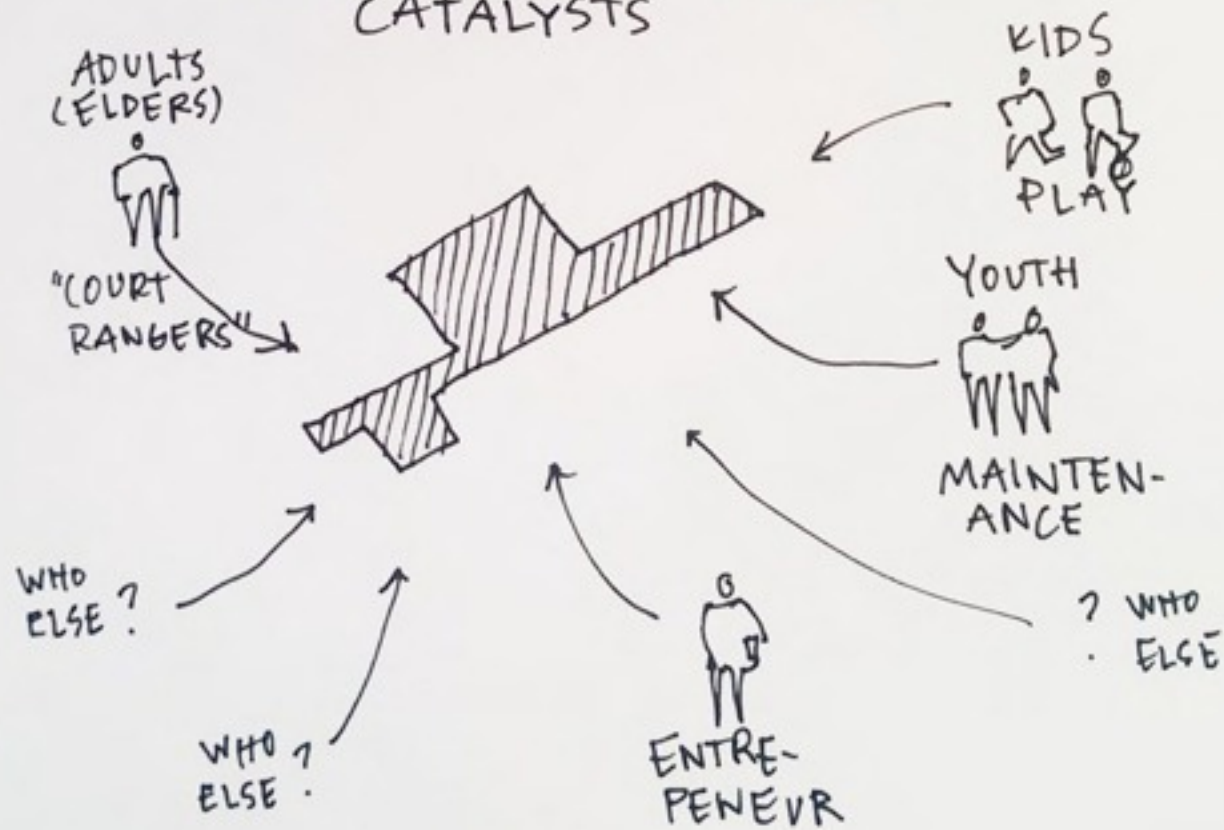 CATALYSTS
ADULTS
(ELDERS)
"COURT
RANGERS"
KIDS
PLAY
YOUTH
MAINTEN-
ANCE
? WHO
ELSE
ENTRE-
PENEUR
WHO
ELSE?
WHO
ELSE?